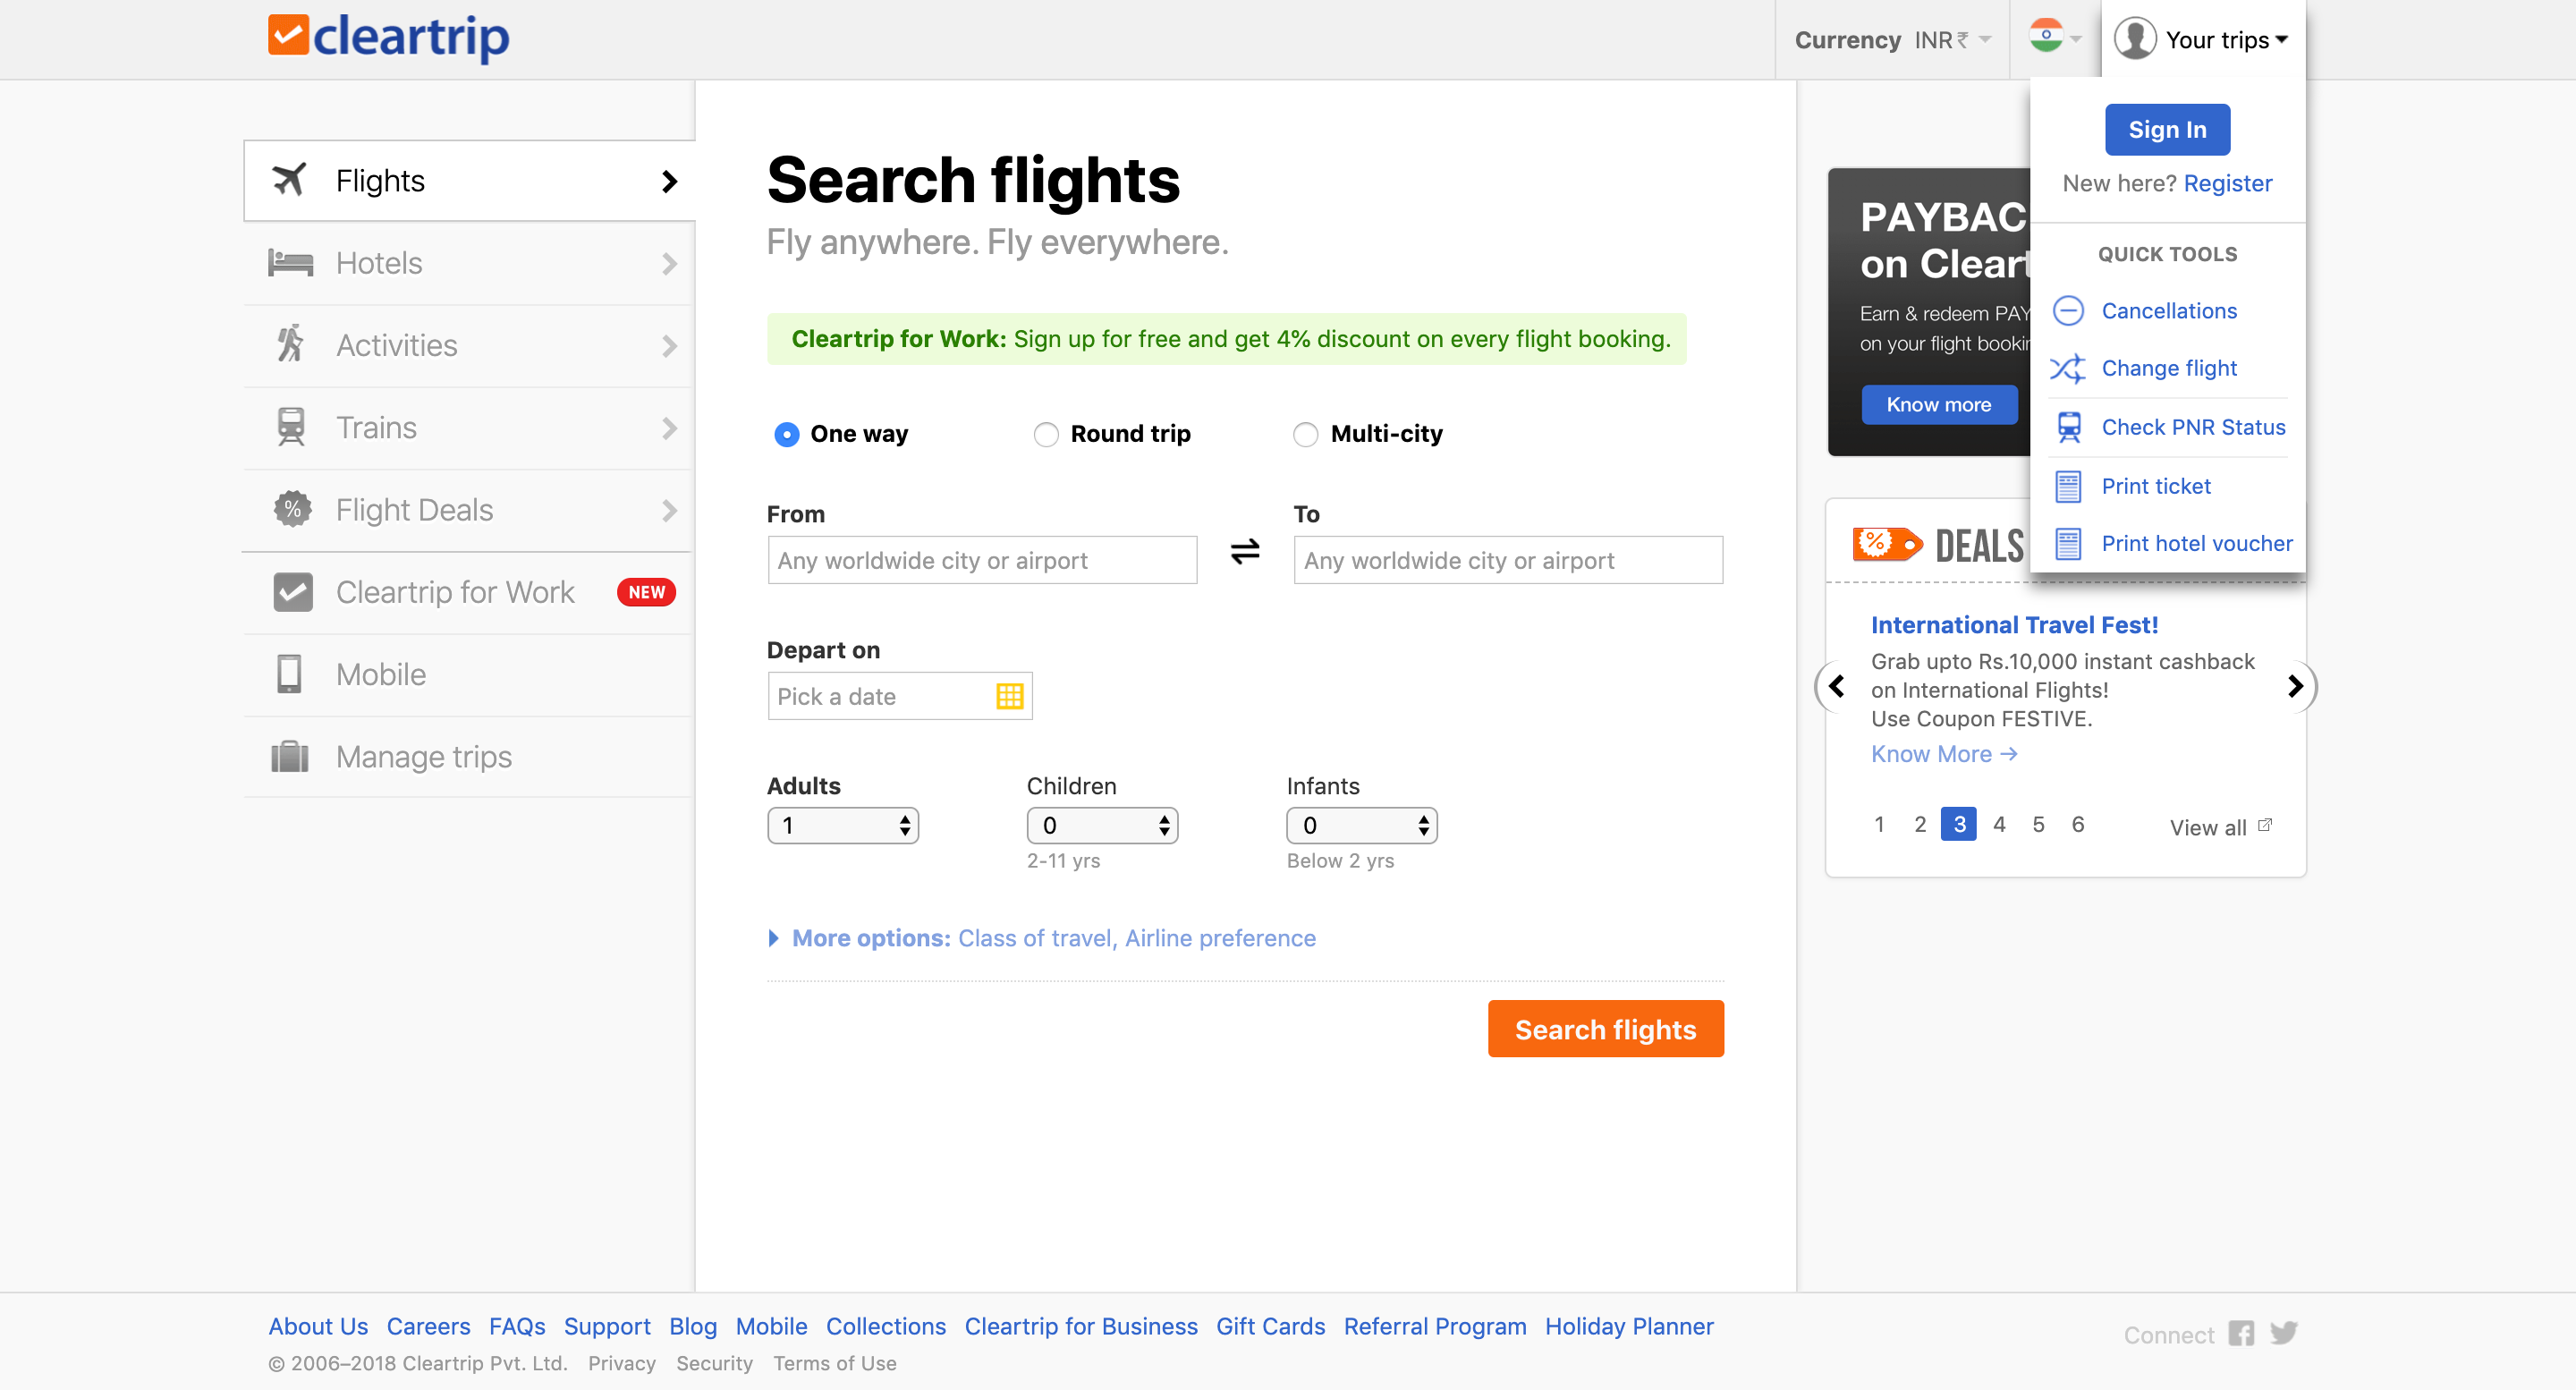 cleartrip
Currency INR ₹
Your trips
Sign In
New here? Register
QUICK TOOLS
Cancellations
Change flight
Check PNR Status
Print ticket
Print hotel voucher
Flights
Hotels
Activities
Trains
% Flight Deals
Cleartrip for Work NEW
Mobile
Manage trips
Search flights
Fly anywhere. Fly everywhere.
Cleartrip for Work: Sign up for free and get 4% discount on every flight booking.
One way Round trip Multi-city
From To
Any worldwide city or airport Any worldwide city or airport
Depart on
Pick a date
Adults Children Infants
1 0 0
2-11 yrs Below 2 yrs
More options: Class of travel, Airline preference
Search flights
on
Earn & redeem
on your flight
Know more
% DEALS
International Travel Fest!
Grab upto Rs.10,000 instant cashback
on International Flights!
Use Coupon FESTIVE.
Know More →
1 2 3 4 5 6 View all
About Us Careers FAQs Support Blog Mobile Collections Cleartrip for Business Gift Cards Referral Program Holiday Planner
© 2006–2018 Cleartrip Pvt. Ltd. Privacy Security Terms of Use
Connect